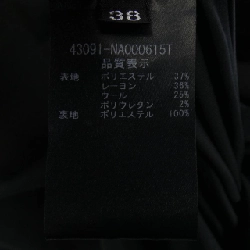 38
43091-NA0006151
品質表示
表地 ポリエステル 37%
レーヨン 36%
ウール 25%
ポリウレタン 2%
裏地 ポリエステル 100%